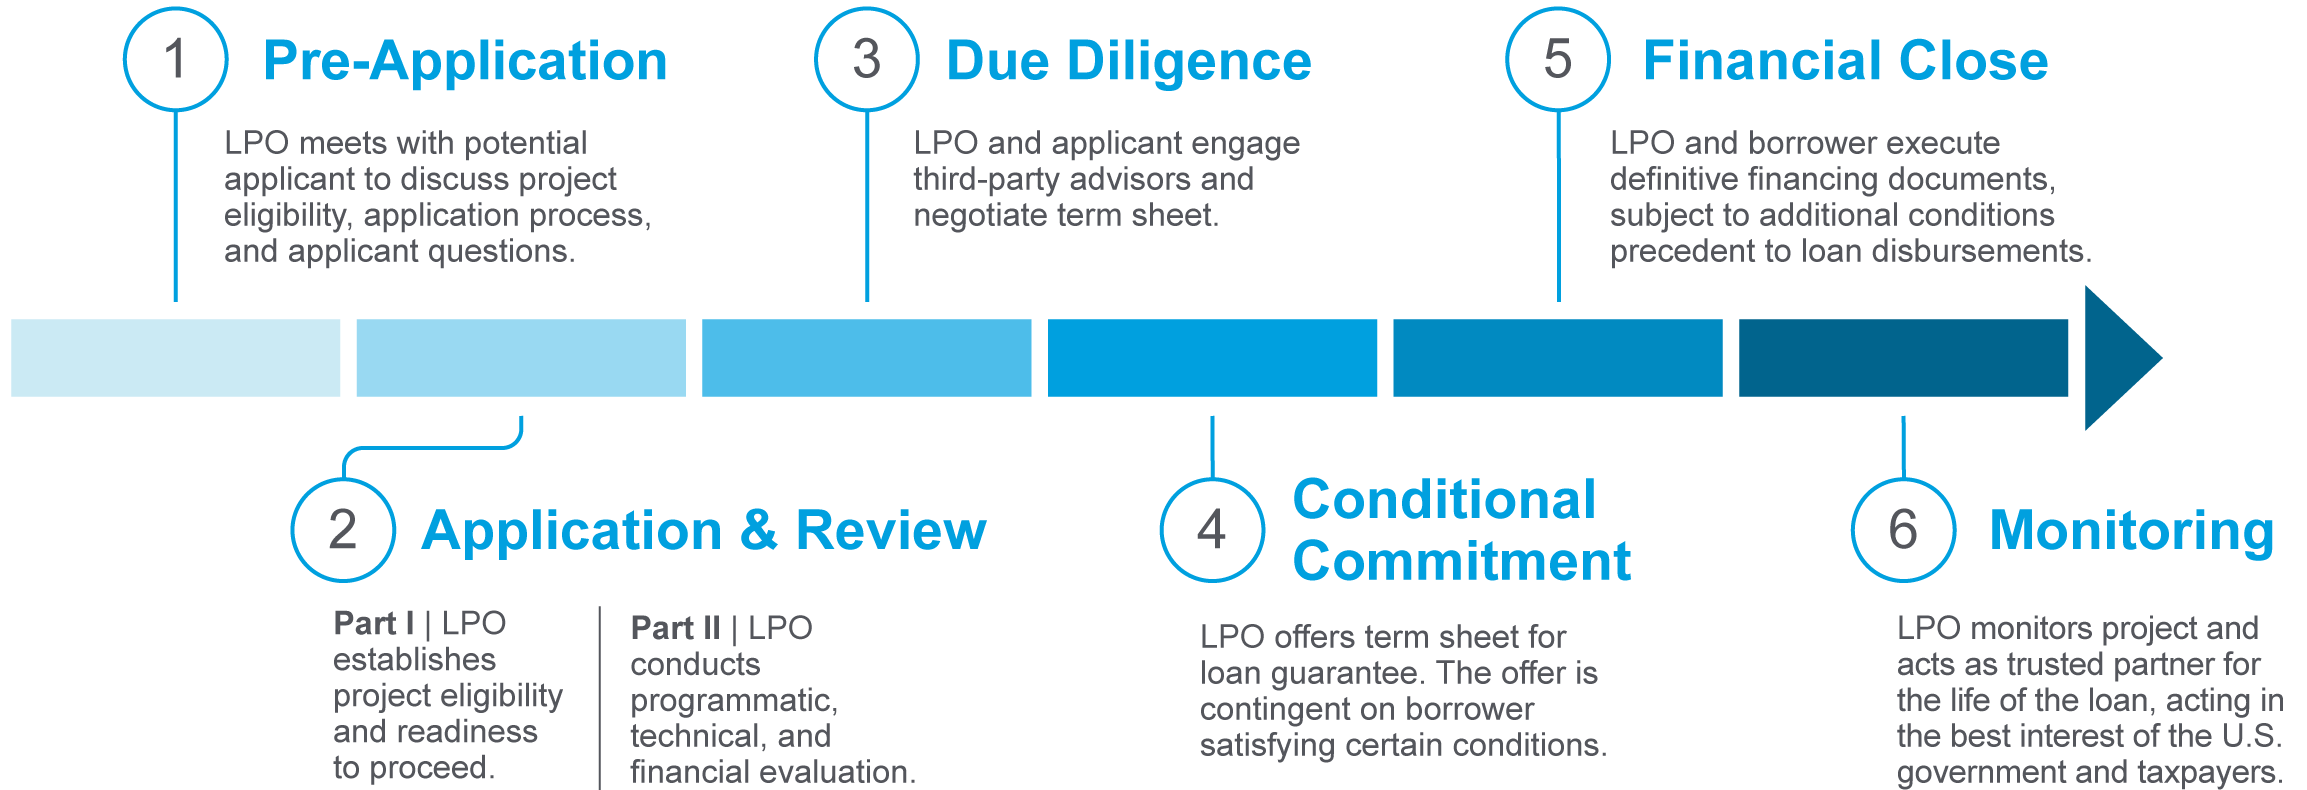 1
Pre-Application
LPO meets with potential
applicant to discuss project
eligibility, application process,
and applicant questions.
2
Application & Review
Part I | LPO
establishes
project eligibility
and readiness
to proceed.
Part II | LPO
conducts
programmatic,
technical, and
financial evaluation.
3
Due Diligence
LPO and applicant engage
third-party advisors and
negotiate term sheet.
4
Conditional
Commitment
LPO offers term sheet for
loan guarantee. The offer is
contingent on borrower
satisfying certain conditions.
5
Financial Close
LPO and borrower execute
definitive financing documents,
subject to additional conditions
precedent to loan disbursements.
6
Monitoring
LPO monitors project and
acts as trusted partner for
the life of the loan, acting in
the best interest of the U.S.
government and taxpayers.